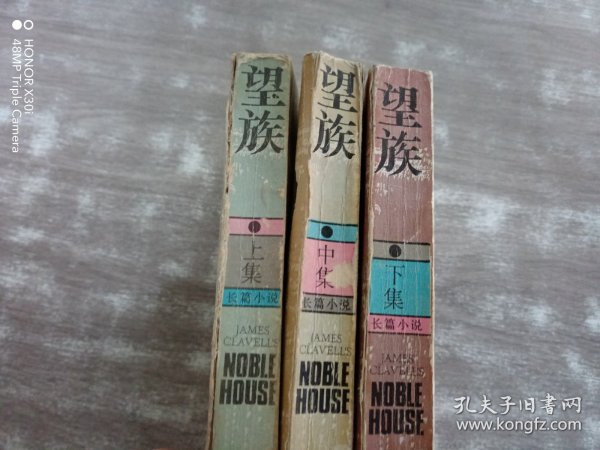 HONOR X30i
48MP Triple Camera
望族
上集
长篇小说
JAMES
CLAVELL'S
NOBLE
HOUSE
望族
中集
长篇小说
JAMES
CLAVELL'S
NOBLE
HOUSE
望族
下集
长篇小说
JAMES
CLAVELL'S
NOBLE
HOUSE
孔夫子旧书网
www.kongfz.com